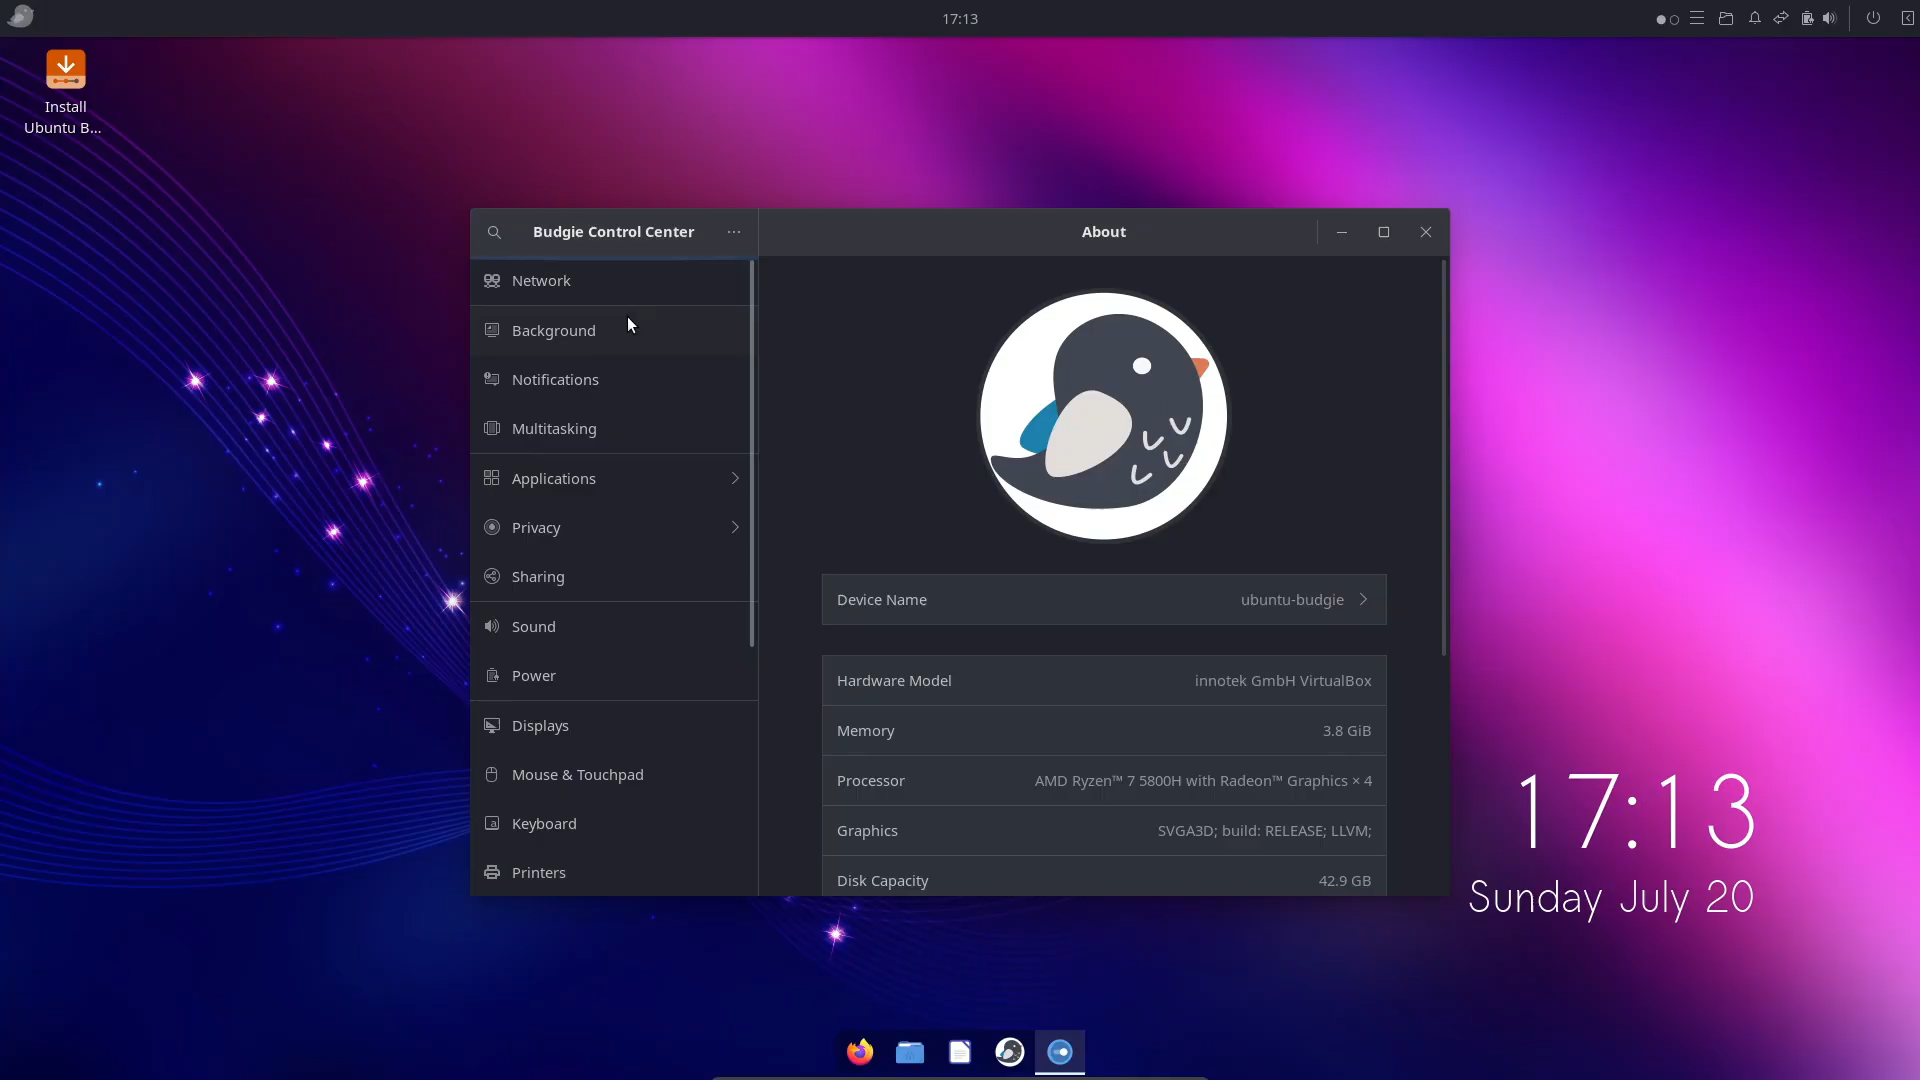 17:13
Install
Ubuntu B...
Budgie Control Center
About
Network
Background
Notifications
Multitasking
Applications
Privacy
Sharing
Sound
Power
Displays
Mouse & Touchpad
Keyboard
Printers
Device Name
ubuntu-budgie
Hardware Model
innotek GmbH VirtualBox
Memory
3.8 GiB
Processor
AMD Ryzen™ 7 5800H with Radeon™ Graphics × 4
Graphics
SVGA3D; build: RELEASE; LLVM;
Disk Capacity
42.9 GB
17:13
Sunday July 20